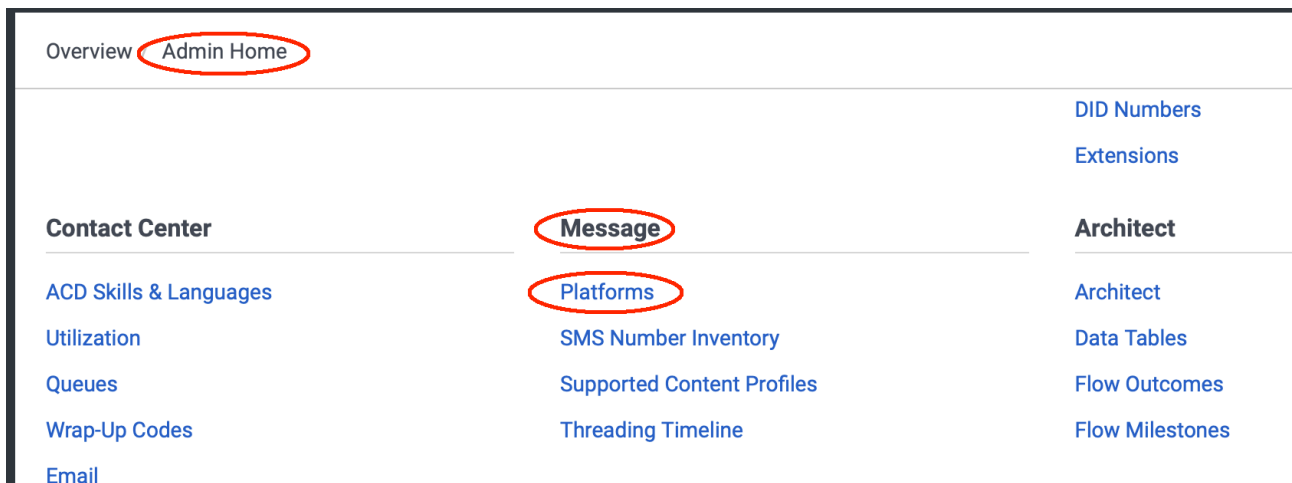 Overview / Admin Home
DID Numbers
Extensions
Contact Center
ACD Skills & Languages
Utilization
Queues
Wrap-Up Codes
Email
Message
Platforms
SMS Number Inventory
Supported Content Profiles
Threading Timeline
Architect
Architect
Data Tables
Flow Outcomes
Flow Milestones